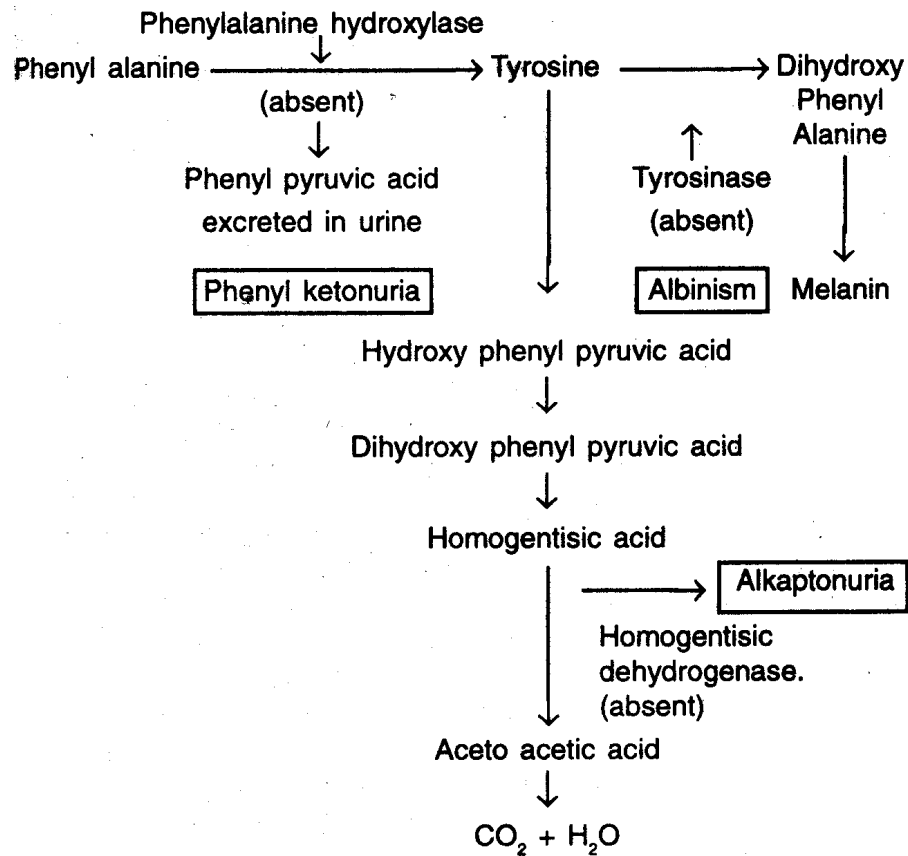 Phenylalanine hydroxylase
Phenyl alanine
Tyrosine
Dihydroxy
Phenyl
Alanine
(absent)
Phenyl pyruvic acid
excreted in urine
Tyrosinase
(absent)
Phenyl ketonuria
Albinism
Melanin
Hydroxy phenyl pyruvic acid
Dihydroxy phenyl pyruvic acid
Homogentisic acid
Alkaptonuria
Homogentisic
dehydrogenase.
(absent)
Aceto acetic acid
CO₂ + H₂O